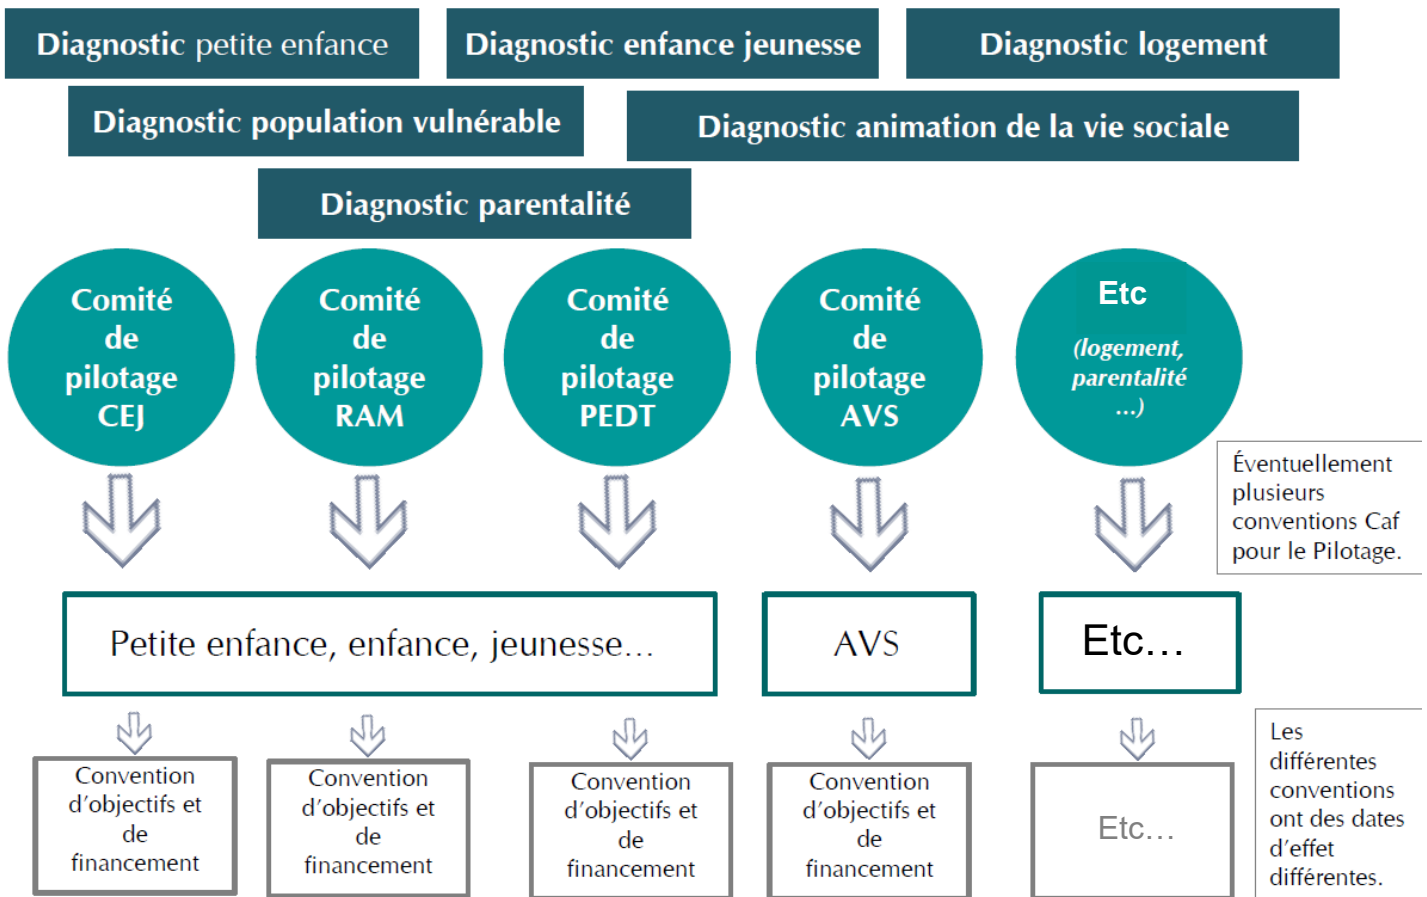 Diagnostic petite enfance
Diagnostic enfance jeunesse
Diagnostic logement
Diagnostic population vulnérable
Diagnostic animation de la vie sociale
Diagnostic parentalité
Comité
de
pilotage
CEJ
Comité
de
pilotage
RAM
Comité
de
pilotage
PEDT
Comité
de
pilotage
AVS
Etc
(logement,
parentalité
...)
Éventuellement
plusieurs
conventions Caf
pour le Pilotage.
Petite enfance, enfance, jeunesse...
AVS
Etc...
Convention
d'objectifs et
de
financement
Convention
d'objectifs et
de
financement
Convention
d'objectifs et
de
financement
Convention
d'objectifs et
de
financement
Etc...
Les
différentes
conventions
ont des dates
d'effet
différentes.